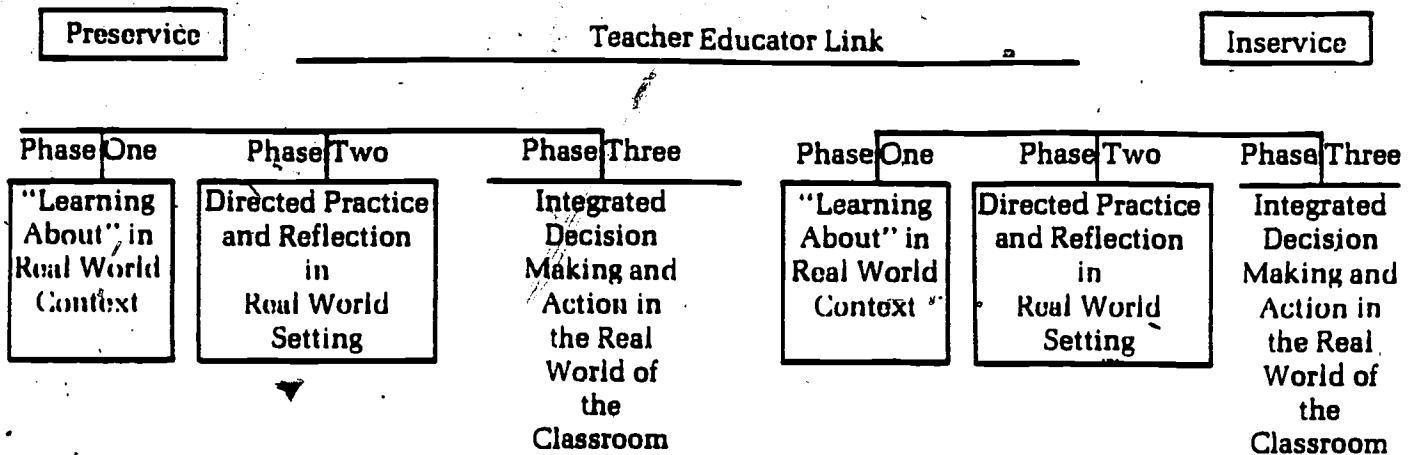 Preservice
Teacher Educator Link
Inservice
Phase One
Phase Two
Phase Three
Phase One
Phase Two
Phase Three
"Learning
About" in
Real World
Context
Directed Practice
and Reflection
in
Real World
Setting
Integrated
Decision
Making and
Action in
the Real
World of
the
Classroom
"Learning
About" in
Real World
Context
Directed Practice
and Reflection
in
Real World
Setting
Integrated
Decision
Making and
Action in
the Real
World of
the
Classroom